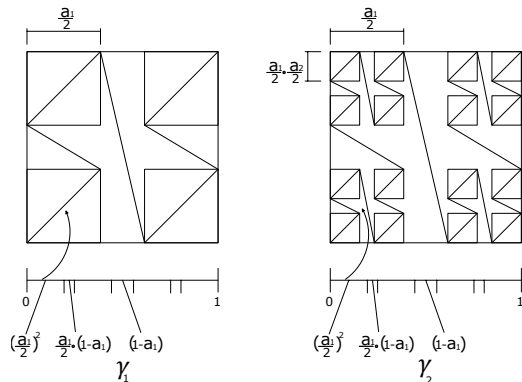 a₁/2
a₁/2
a₁/2 · a₂/2
0
1
0
1
(a₁/2)² a₁/2·(1-a₁) (1-a₁)
(a₁/2)² a₁/2·(1-a₁) (1-a₁)
γ₁
γ₂